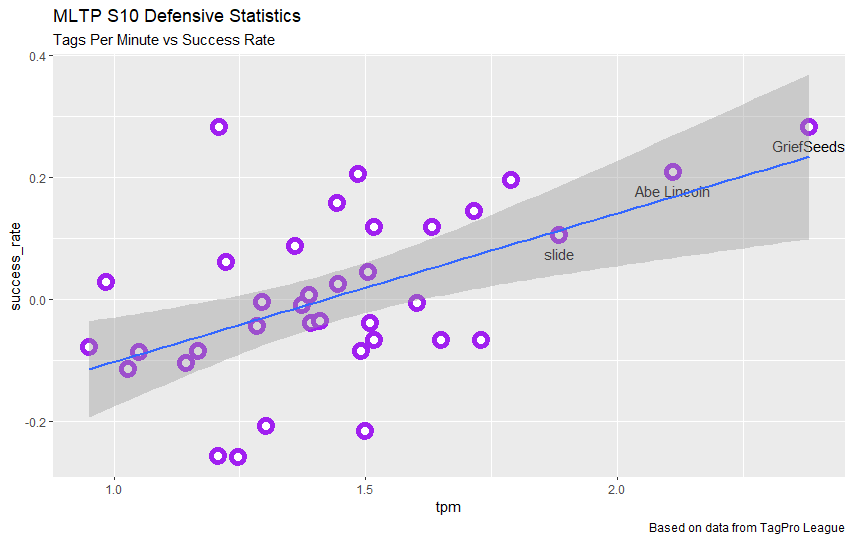 MLTP S10 Defensive Statistics
Tags Per Minute vs Success Rate
0.4
0.2
0.0
-0.2
success_rate
GriefSeeds
Abe Lincoln
slide
1.0
1.5
2.0
tpm
Based on data from TagPro League